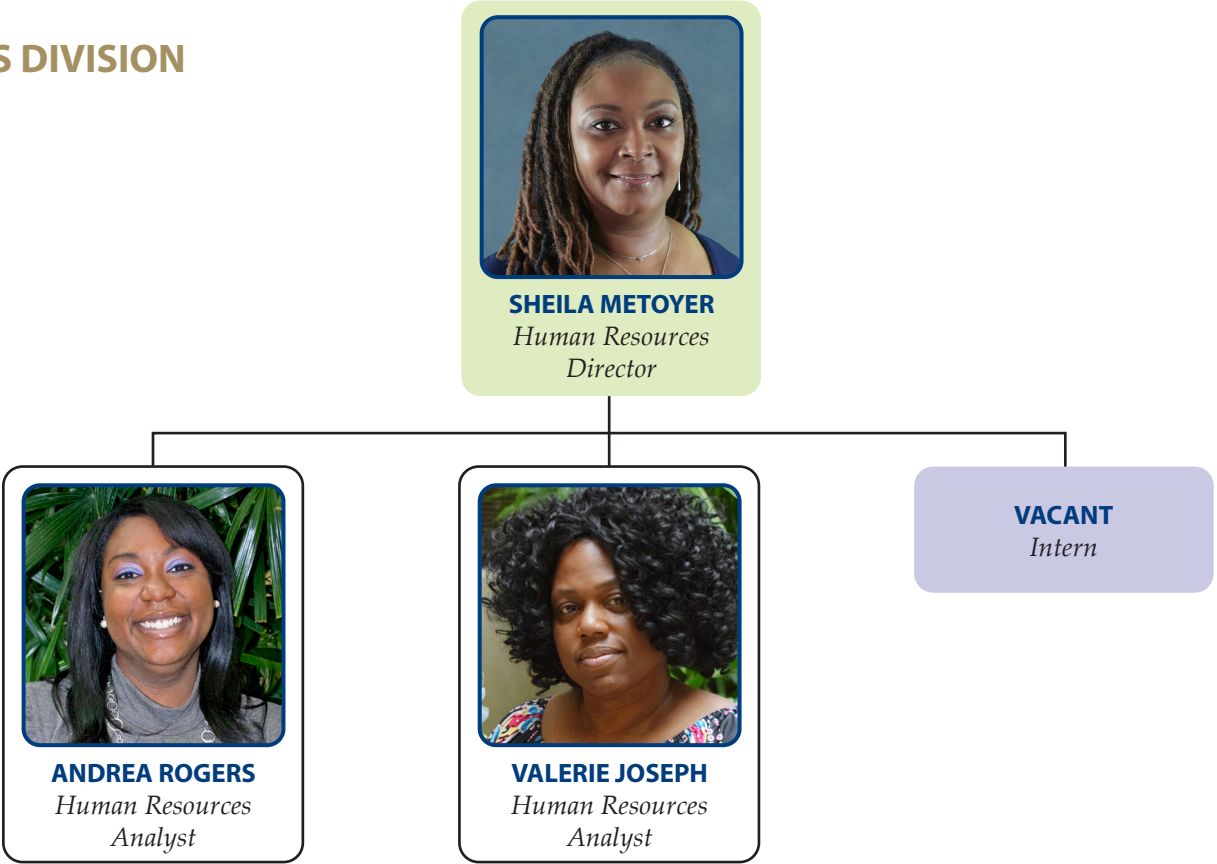 S DIVISION
SHEILA METOYER
Human Resources
Director
ANDREA ROGERS
Human Resources
Analyst
VALERIE JOSEPH
Human Resources
Analyst
VACANT
Intern